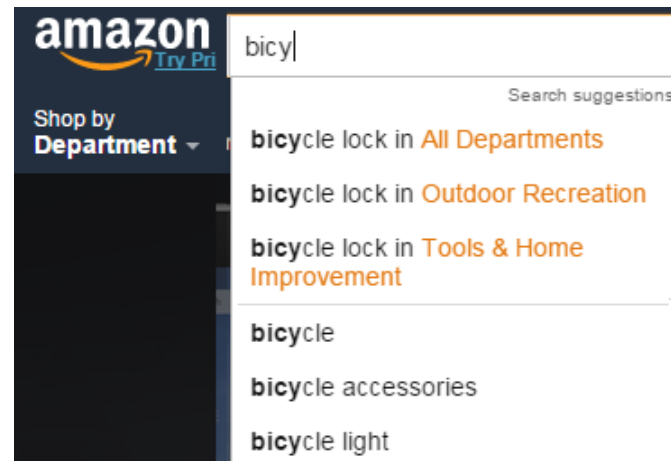 amazon
Try Pri
bicy
Search suggestions
Shop by
Department
bicycle lock in All Departments
bicycle lock in Outdoor Recreation
bicycle lock in Tools & Home
Improvement
bicycle
bicycle accessories
bicycle light